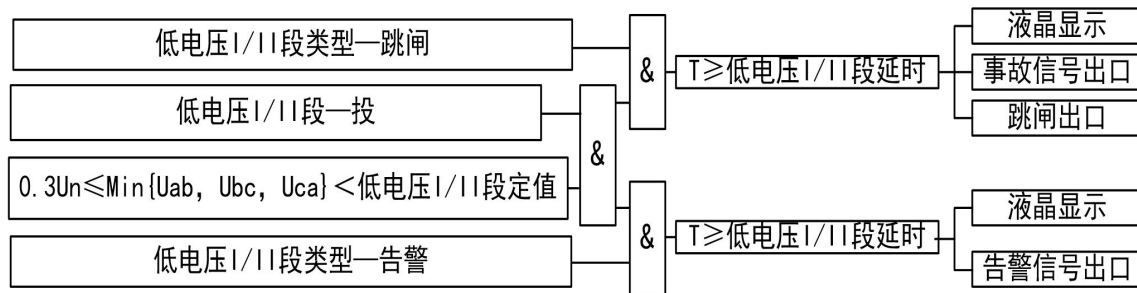 低电压I/II段类型—跳闸
低电压I/II段—投
0.3Un≤Min{Uab, Ubc, Uca}<低电压I/II段定值
低电压I/II段类型—告警
&
&
&
T≥低电压I/II段延时
T≥低电压I/II段延时
液晶显示
事故信号出口
跳闸出口
液晶显示
告警信号出口